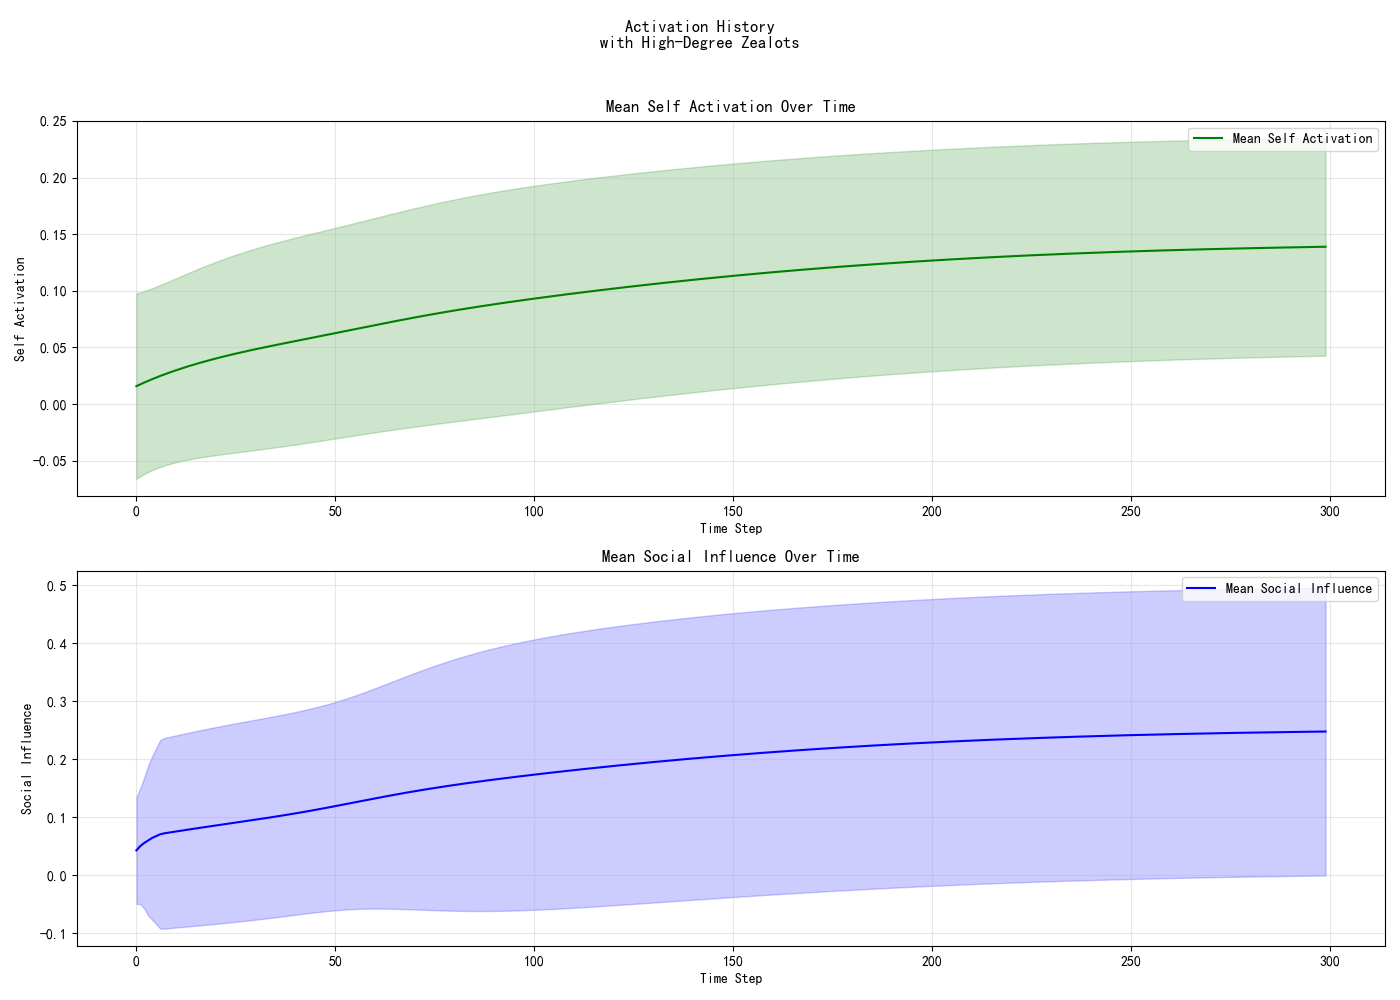 Activation History
with High-Degree Zealots
Mean Self Activation Over Time
Mean Self Activation
Self Activation
0.25
0.20
0.15
0.10
0.05
0.00
-0.05
0 50 100 150 200 250 300
Time Step
Mean Social Influence Over Time
Mean Social Influence
Social Influence
0.5
0.4
0.3
0.2
0.1
0.0
-0.1
0 50 100 150 200 250 300
Time Step